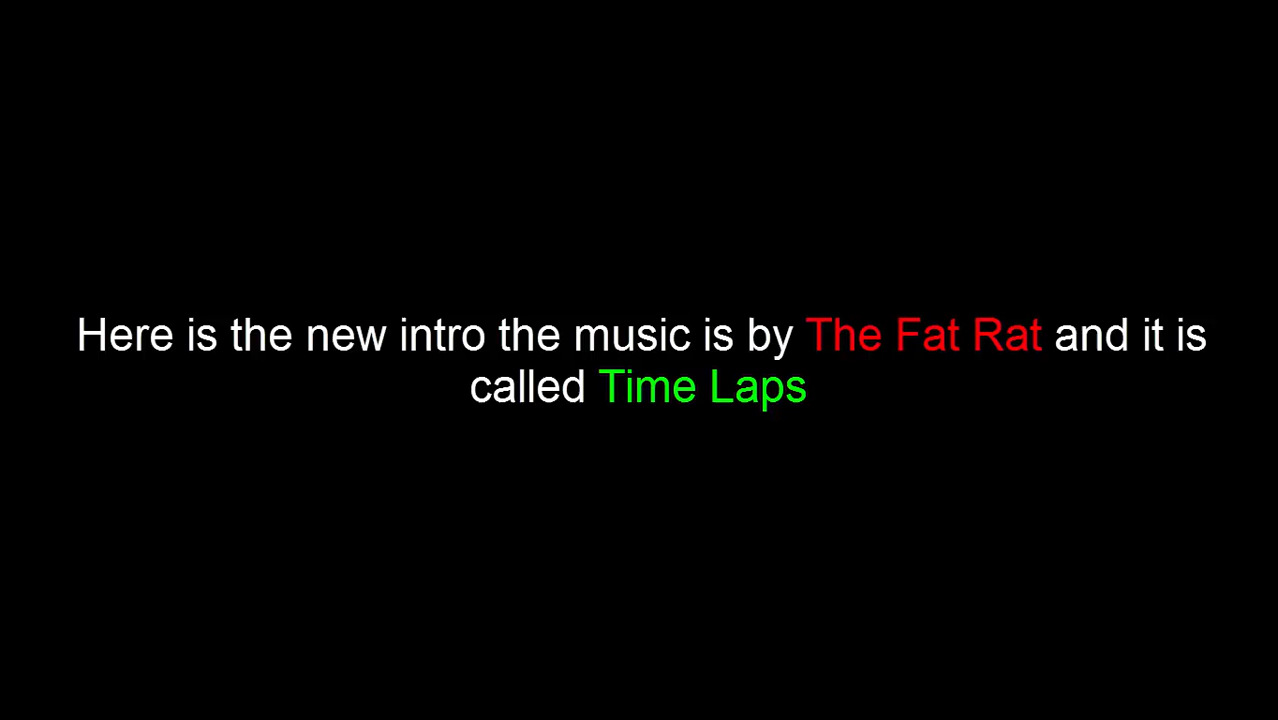 Here is the new intro the music is by The Fat Rat and it is
called Time Laps